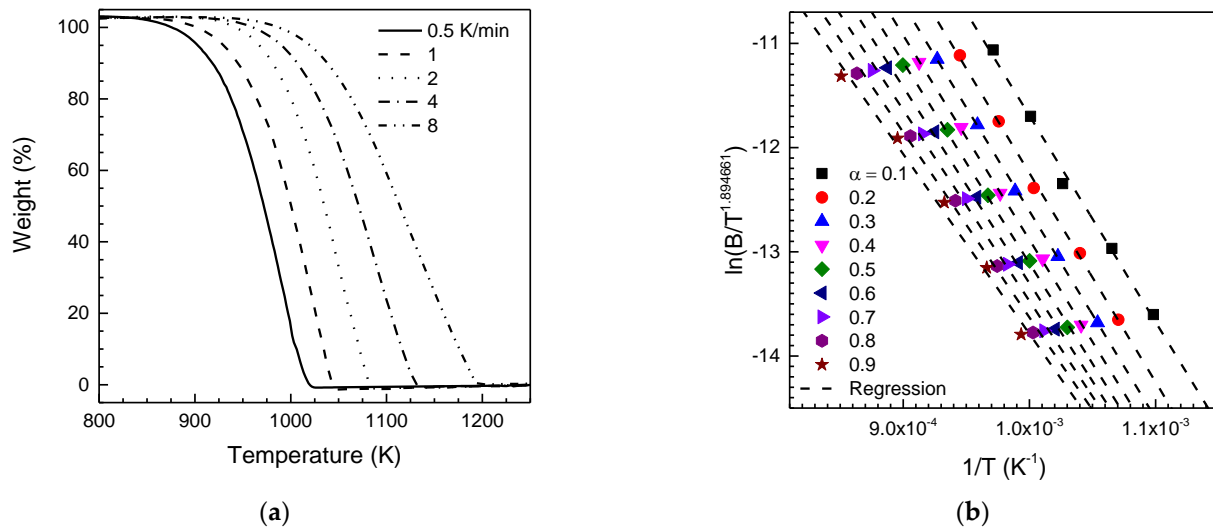 100
80
60
40
20
0
800
900
1000
1100
1200
Weight (%)
Temperature (K)
0.5 K/min
1
2
4
8
(a)
-11
-12
-13
-14
9.0x10⁻⁴
1.0x10⁻³
1.1x10⁻³
ln(B/T¹·⁸⁹⁴⁶⁶¹)
1/T (K⁻¹)
α = 0.1
0.2
0.3
0.4
0.5
0.6
0.7
0.8
0.9
Regression
(b)